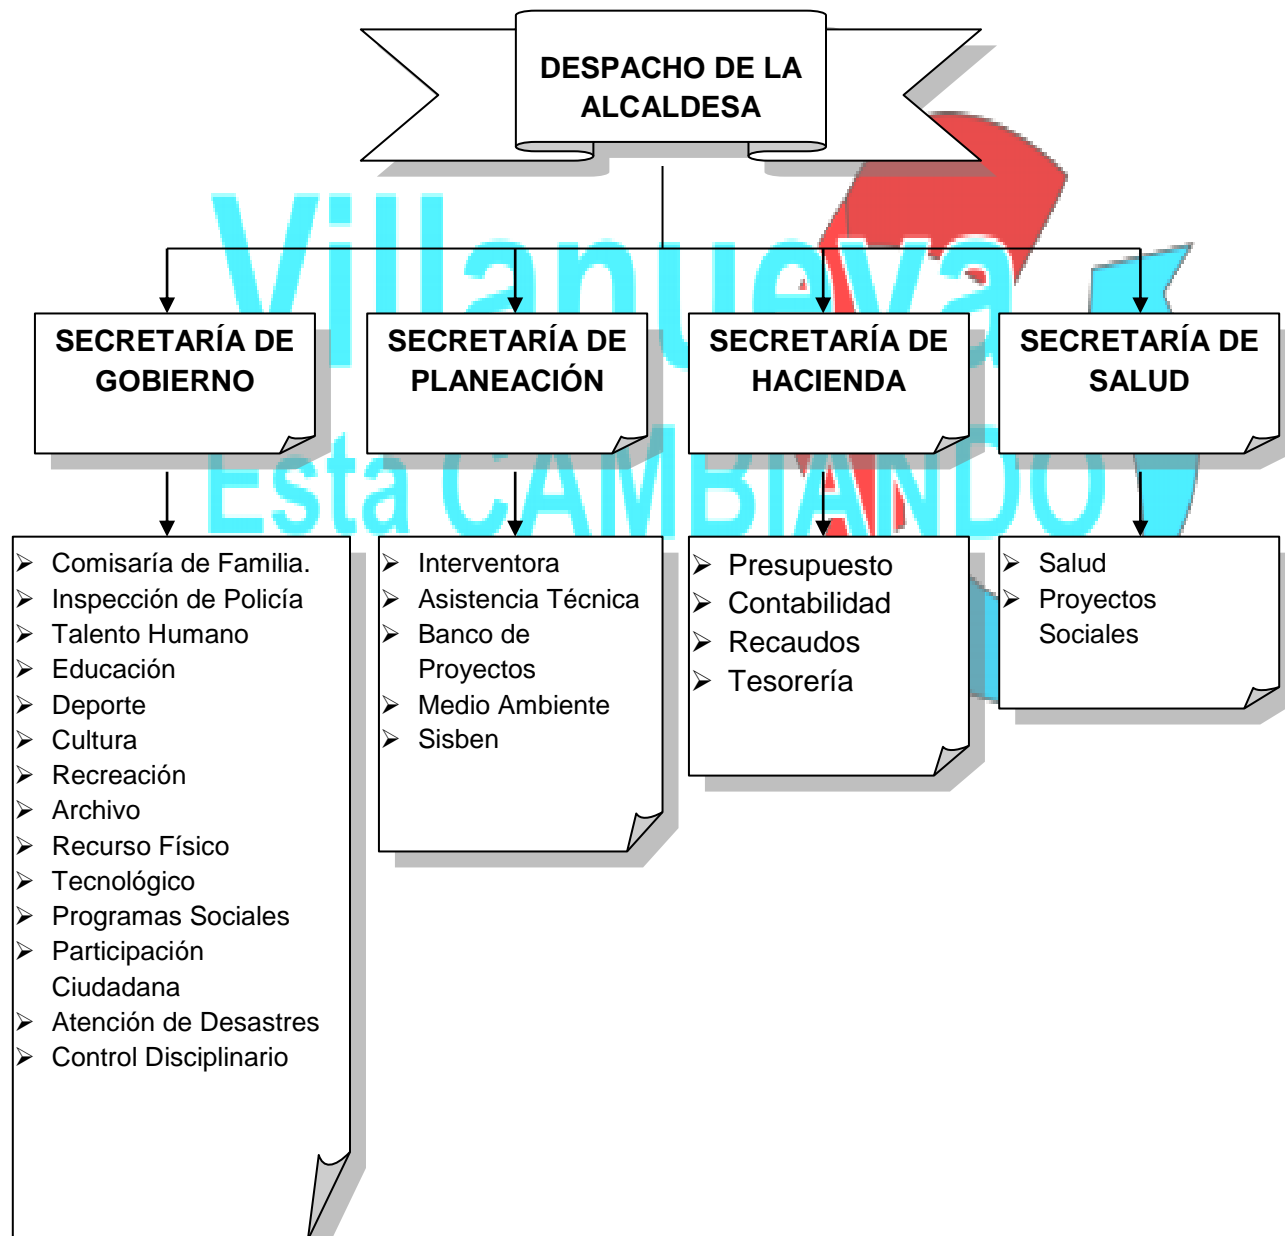 DESPACHO DE LA
ALCALDESA
Villanueva
Esta CAMBIANDO
SECRETARÍA DE
GOBIERNO
SECRETARÍA DE
PLANEACIÓN
SECRETARÍA DE
HACIENDA
SECRETARÍA DE
SALUD
➢ Comisaría de Familia.
➢ Inspección de Policía
➢ Talento Humano
➢ Educación
➢ Deporte
➢ Cultura
➢ Recreación
➢ Archivo
➢ Recurso Físico
➢ Tecnológico
➢ Programas Sociales
➢ Participación
Ciudadana
➢ Atención de Desastres
➢ Control Disciplinario
➢ Interventora
➢ Asistencia Técnica
➢ Banco de
Proyectos
➢ Medio Ambiente
➢ Sisben
➢ Presupuesto
➢ Contabilidad
➢ Recaudos
➢ Tesorería
➢ Salud
➢ Proyectos
Sociales